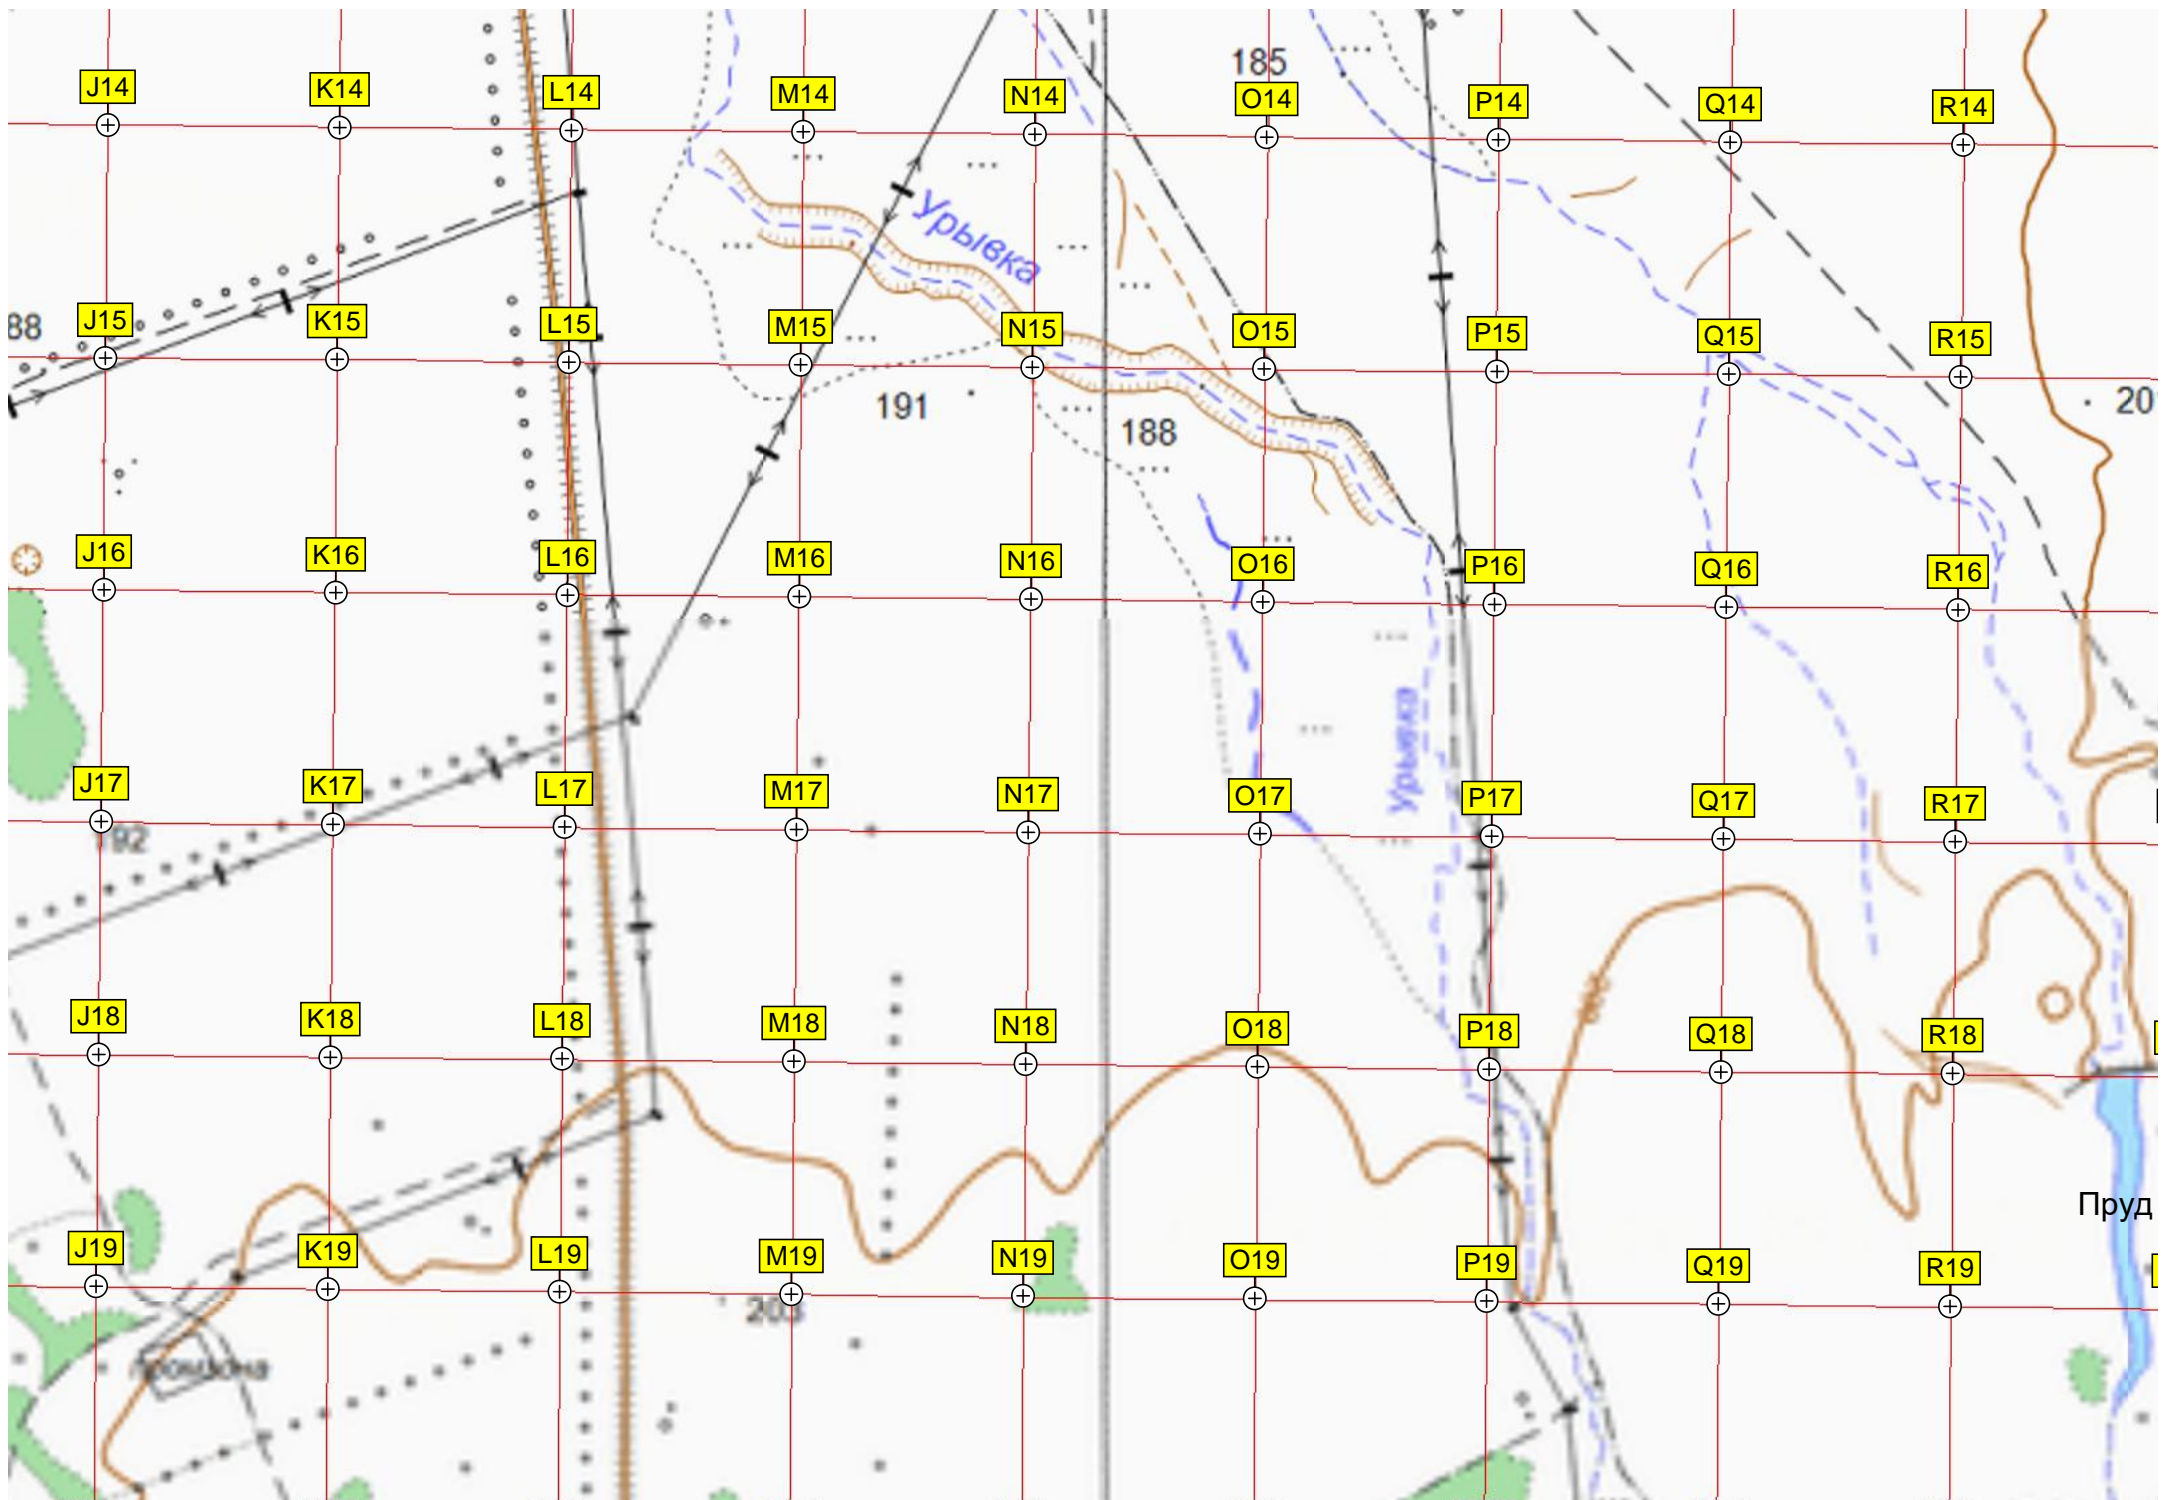 185
J14 K14 L14 M14 N14 O14 P14 Q14 R14
Урывка
88
J15 K15 L15 M15 N15 O15 P15 Q15 R15
191
188
20
J16 K16 L16 M16 N16 O16 P16 Q16 R16
Урывка
J17 K17 L17 M17 N17 O17 P17 Q17 R17
192
J18 K18 L18 M18 N18 O18 P18 Q18 R18
Пруд
J19 K19 L19 M19 N19 O19 P19 Q19 R19
203
промзона